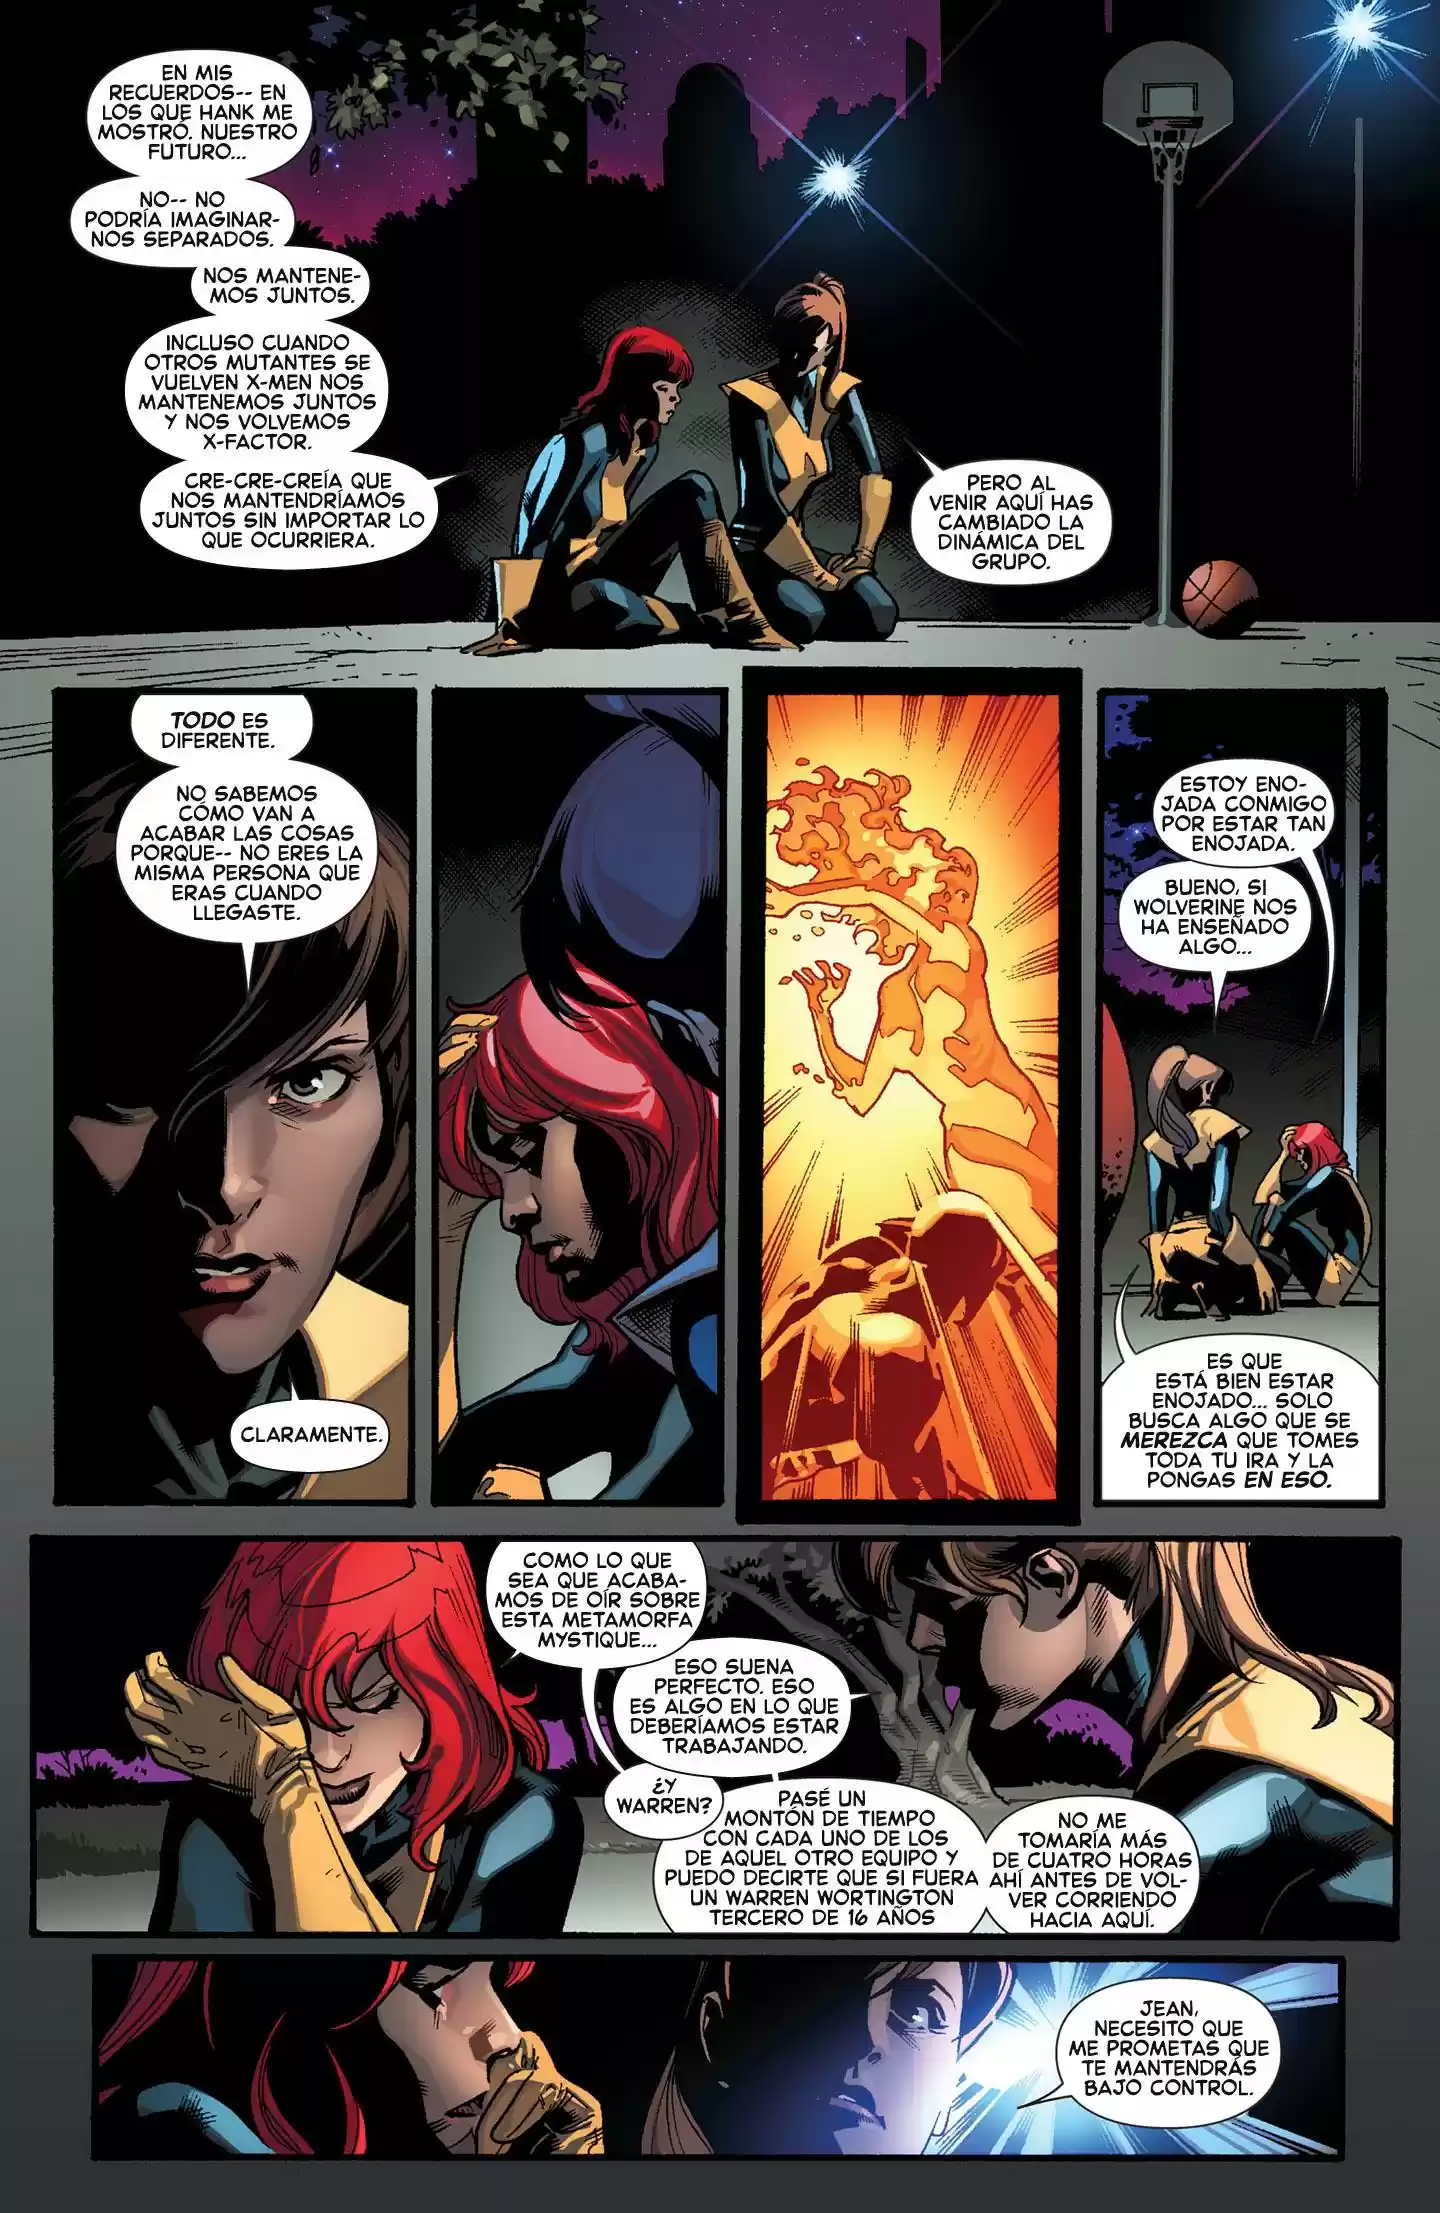 EN MIS
RECUERDOS-- EN
LOS QUE HANK ME
MOSTRÓ. NUESTRO
FUTURO...
NO-- NO
PODRÍA IMAGINAR-
NOS SEPARADOS.
NOS MANTENE-
MOS JUNTOS.
INCLUSO CUANDO
OTROS MUTANTES SE
VUELVEN X-MEN NOS
MANTENEMOS JUNTOS
Y NOS VOLVEMOS
X-FACTOR.
CRE-CRE-CREÍA QUE
NOS MANTENDRÍAMOS
JUNTOS SIN IMPORTAR LO
QUE OCURRIERA.
PERO AL
VENIR AQUÍ HAS
CAMBIADO LA
DINÁMICA DEL
GRUPO.
TODO ES
DIFERENTE.
NO SABEMOS
CÓMO VAN A
ACABAR LAS COSAS
PORQUE-- NO ERES LA
MISMA PERSONA QUE
ERAS CUANDO
LLEGASTE.
CLARAMENTE.
ESTOY ENO-
JADA CONMIGO
POR ESTAR TAN
ENOJADA.
BUENO, SI
WOLVERINE NOS
HA ENSEÑADO
ALGO...
ES QUE
ESTÁ BIEN ESTAR
ENOJADO... SOLO
BUSCA ALGO QUE SE
MEREZCA QUE TOMES
TODA TU IRA Y LA
PONGAS EN ESO.
COMO LO QUE
SEA QUE ACABA-
MOS DE OÍR SOBRE
ESTA METAMORFA
MYSTIQUE...
ESO SUENA
PERFECTO. ESO
ES ALGO EN LO QUE
DEBERÍAMOS ESTAR
TRABAJANDO.
¿Y
WARREN?
PASÉ UN
MONTÓN DE TIEMPO
CON CADA UNO DE LOS
DE AQUEL OTRO EQUIPO Y
PUEDO DECIRTE QUE SI FUERA
UN WARREN WORTINGTON
TERCERO DE 16 AÑOS
NO ME
TOMARÍA MÁS
DE CUATRO HORAS
AHÍ ANTES DE VOL-
VER CORRIENDO
HACIA AQUÍ.
JEAN,
NECESITO QUE
ME PROMETAS QUE
TE MANTENDRÁS
BAJO CONTROL.